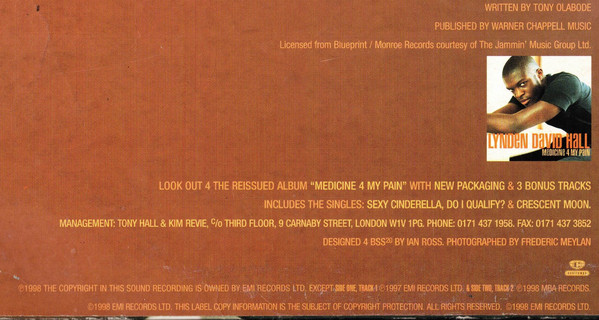 WRITTEN BY TONY OLABODE
PUBLISHED BY WARNER CHAPPELL MUSIC
Licensed from Blueprint / Monroe Records courtesy of The Jammin' Music Group Ltd.
LYNDEN DAVID HALL
MEDICINE 4 MY PAIN
LOOK OUT 4 THE REISSUED ALBUM "MEDICINE 4 MY PAIN" WITH NEW PACKAGING & 3 BONUS TRACKS
INCLUDES THE SINGLES: SEXY CINDERELLA, DO I QUALIFY? & CRESCENT MOON.
MANAGEMENT: TONY HALL & KIM REVIE, C/o THIRD FLOOR, 9 CARNABY STREET, LONDON W1V 1PG. PHONE: 0171 437 1958. FAX: 0171 437 3852
DESIGNED 4 BSS20 BY IAN ROSS. PHOTOGRAPHED BY FREDERIC MEYLAN
©1998 THE COPYRIGHT IN THIS SOUND RECORDING IS OWNED BY EMI RECORDS LTD, EXCEPT SIDE ONE, TRACK 1 ©1997 EMI RECORDS LTD. & SIDE TWO, TRACK 2 ©1998 MBA RECORDS.
©1998 EMI RECORDS LTD. THIS LABEL COPY INFORMATION IS THE SUBJECT OF COPYRIGHT PROTECTION. ALL RIGHTS RESERVED. ©1998 EMI RECORDS LTD.